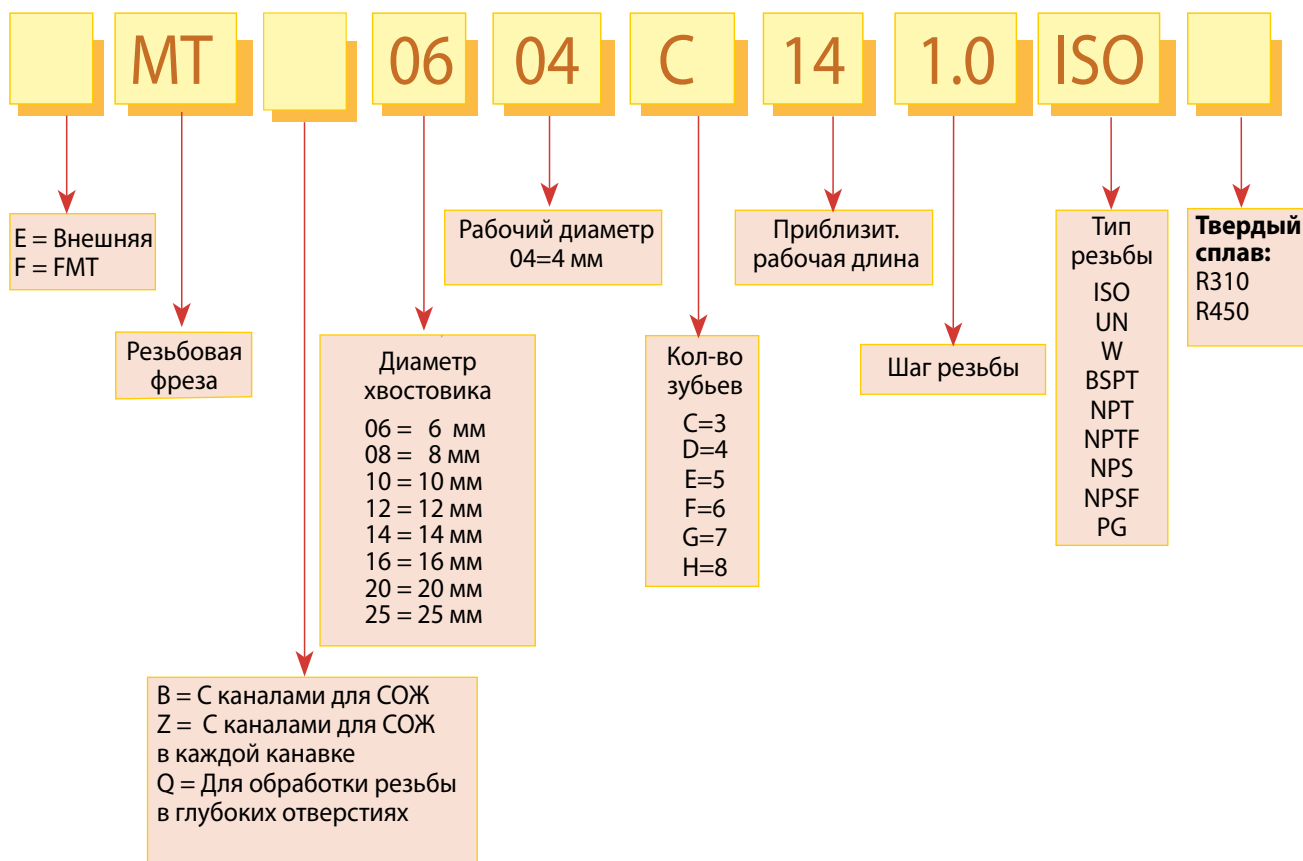 МТ 06 04 С 14 1.0 ISO
E = Внешняя
F = FMT
Резьбовая
фреза
B = С каналами для СОЖ
Z = С каналами для СОЖ
в каждой канавке
Q = Для обработки резьбы
в глубоких отверстиях
Диаметр
хвостовика
06 = 6 мм
08 = 8 мм
10 = 10 мм
12 = 12 мм
14 = 14 мм
16 = 16 мм
20 = 20 мм
25 = 25 мм
Рабочий диаметр
04=4 мм
Кол-во
зубьев
C=3
D=4
E=5
F=6
G=7
H=8
Приблизит.
рабочая длина
Шаг резьбы
Тип
резьбы
ISO
UN
W
BSPT
NPT
NPTF
NPS
NPSF
PG
Твердый
сплав:
R310
R450